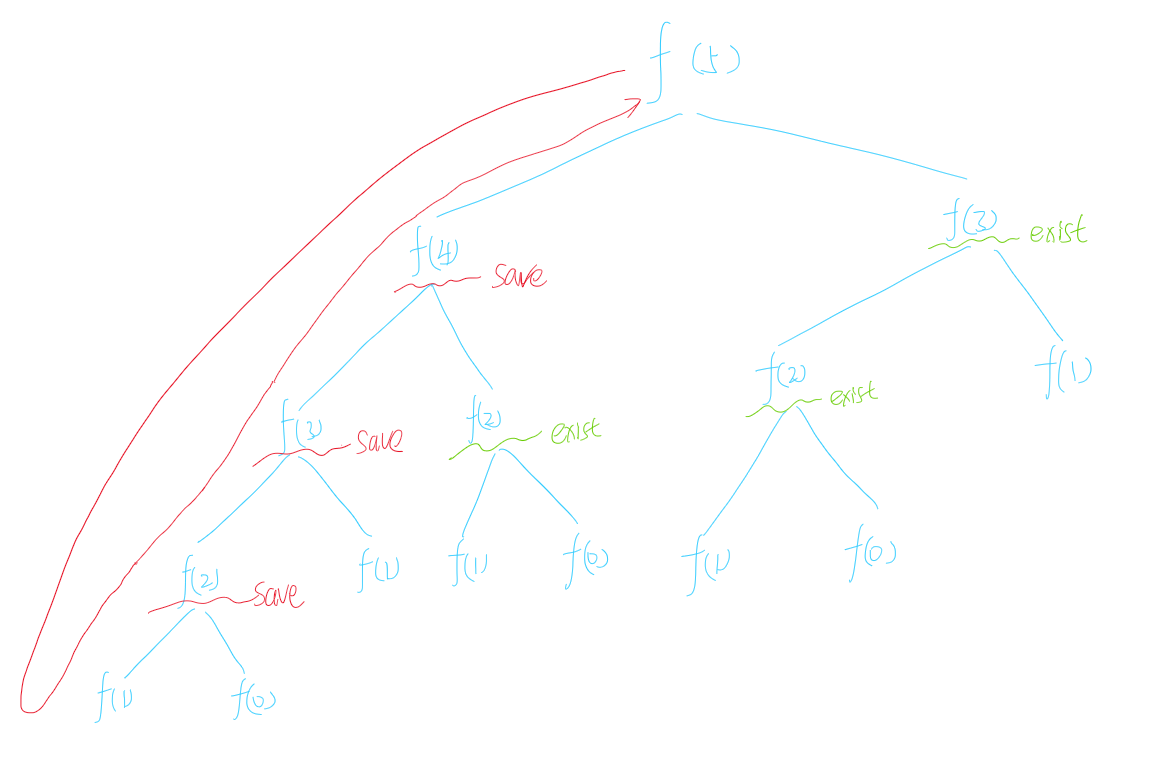 f(5)
f(4) save
f(3) exist
f(3) save
f(2) exist
f(2) exist
f(1)
f(2) save
f(1)
f(1)
f(0)
f(1)
f(0)
f(1)
f(0)